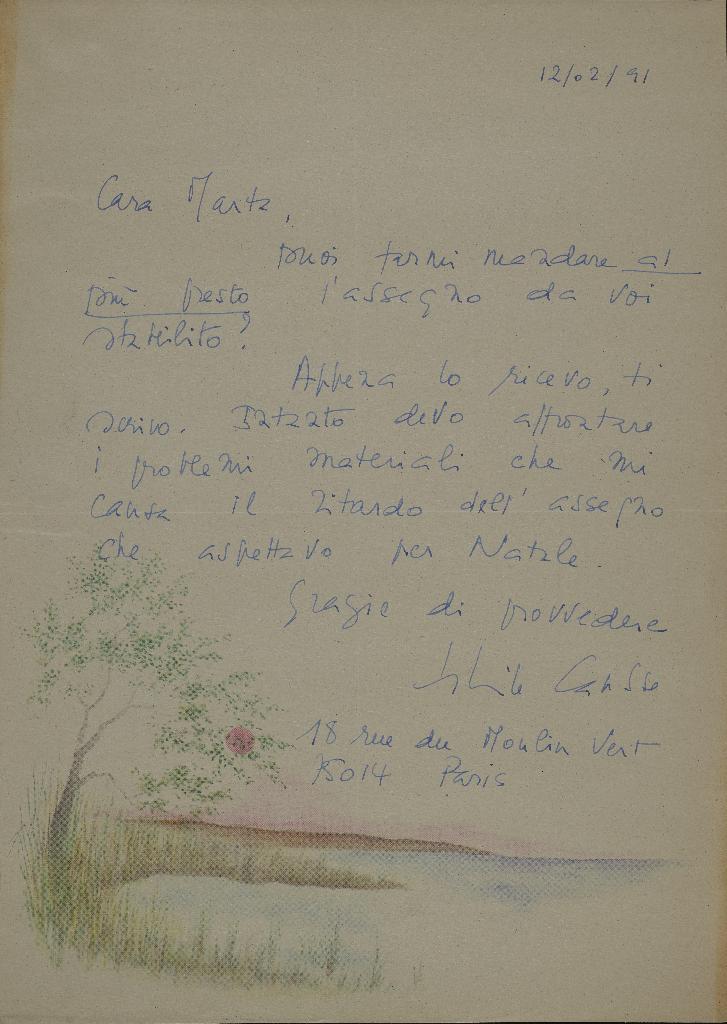 12/02/91
Cara Marta,
puoi farmi mandare al
più presto l'assegno da voi
stabilito?
Appena lo ricevo, ti
scrivo. Intanto devo affrontare
i problemi materiali che mi
causa il ritardo dell'assegno
che aspettavo per Natale.
Grazie di provvedere
18 rue du Moulin Vert
75014 Paris